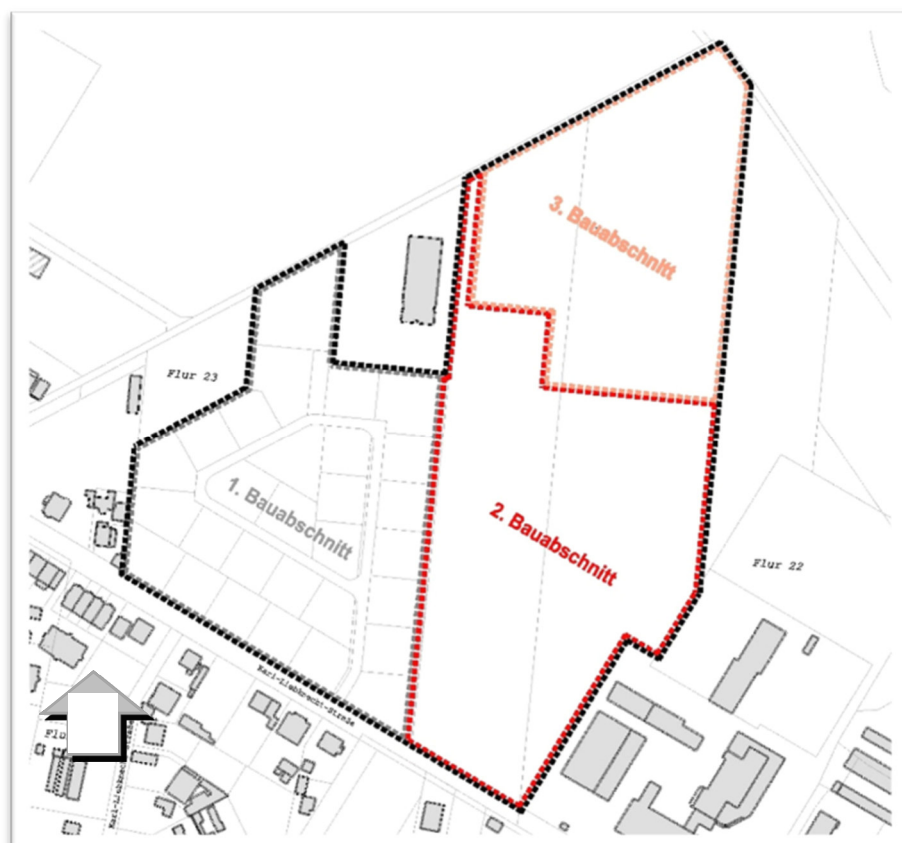 3. Bauabschnitt
Flur 23
1. Bauabschnitt
2. Bauabschnitt
Flur 22
Karl-Liebknecht-Straße